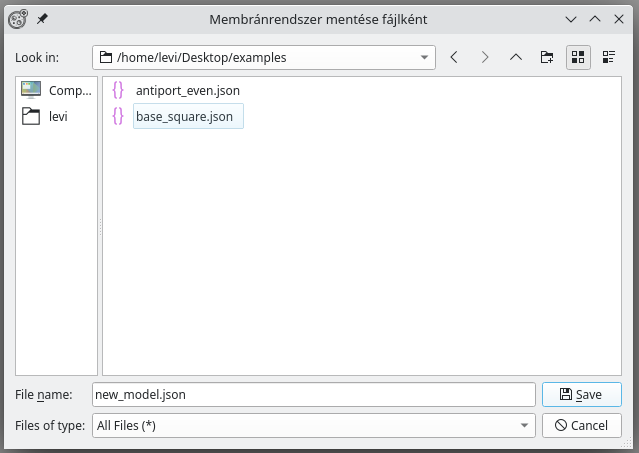 Membránrendszer mentése fájlként
Look in: /home/levi/Desktop/examples
Comp...
levi
antiport_even.json
base_square.json
File name: new_model.json Save
Files of type: All Files (*) Cancel